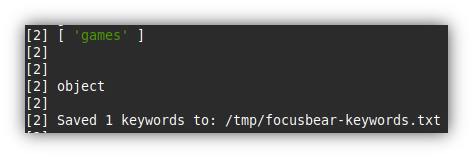 [2] [ 'games' ]
[2]
[2]
[2] object
[2]
[2] Saved 1 keywords to: /tmp/focusbear-keywords.txt